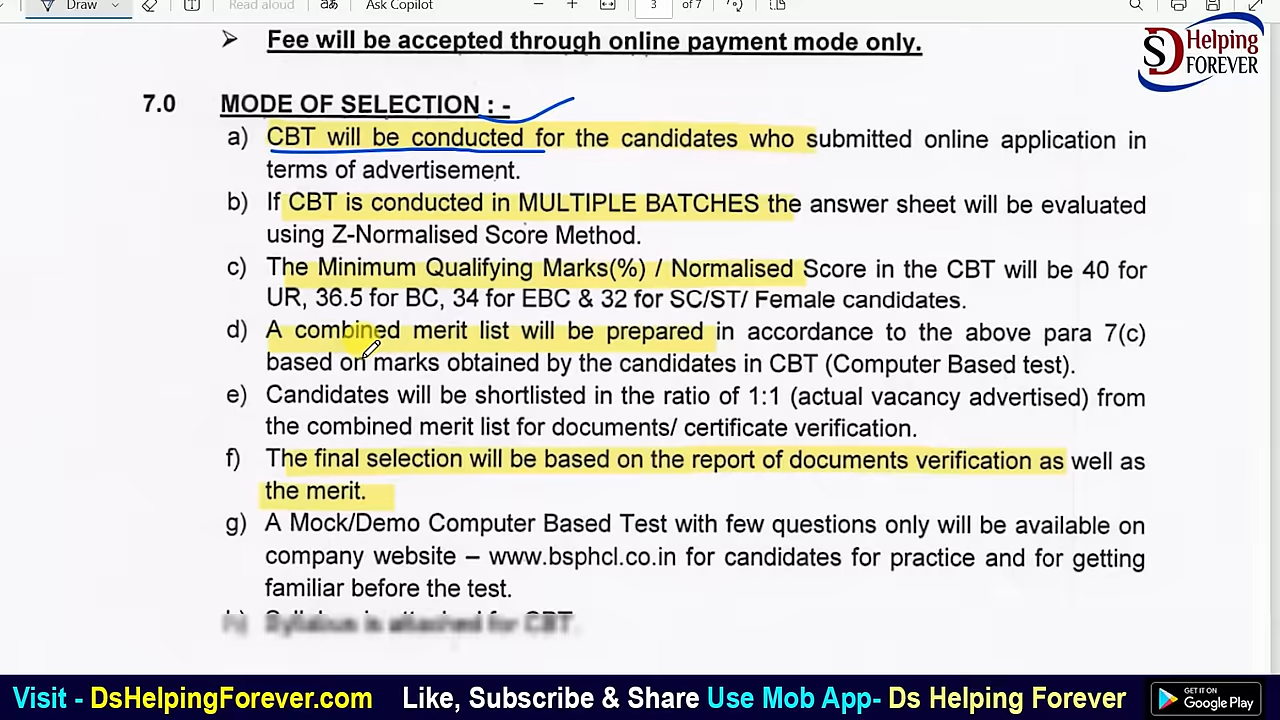 Draw
Read aloud
Ask Copilot
3 of 7
Fee will be accepted through online payment mode only.
SD Helping FOREVER
7.0 MODE OF SELECTION : -
a) CBT will be conducted for the candidates who submitted online application in
terms of advertisement.
b) If CBT is conducted in MULTIPLE BATCHES the answer sheet will be evaluated
using Z-Normalised Score Method.
c) The Minimum Qualifying Marks(%) / Normalised Score in the CBT will be 40 for
UR, 36.5 for BC, 34 for EBC & 32 for SC/ST/ Female candidates.
d) A combined merit list will be prepared in accordance to the above para 7(c)
based on marks obtained by the candidates in CBT (Computer Based test).
e) Candidates will be shortlisted in the ratio of 1:1 (actual vacancy advertised) from
the combined merit list for documents/ certificate verification.
f) The final selection will be based on the report of documents verification as well as
the merit.
g) A Mock/Demo Computer Based Test with few questions only will be available on
company website – www.bsphcl.co.in for candidates for practice and for getting
familiar before the test.
h) Syllabus is attached for CBT.
Visit - DsHelpingForever.com Like, Subscribe & Share Use Mob App- Ds Helping Forever
GET IT ON
Google Play